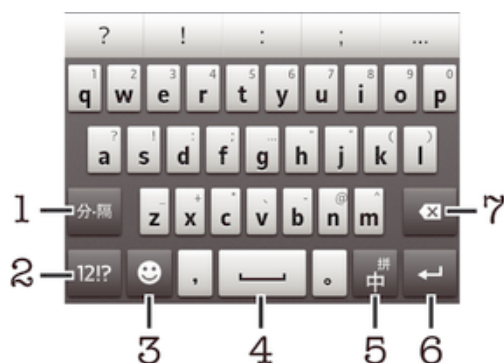 ? ! : ; ...
1 2 3 4 5 6 7 8 9 0
q w e r t y u i o p
? ! : ; ... " " ( )
a s d f g h j k l
_ + * 、 - @ ^
1 分·隔 z x c v b n m 7
2 12!? , 。 拼 中
3 4 5 6